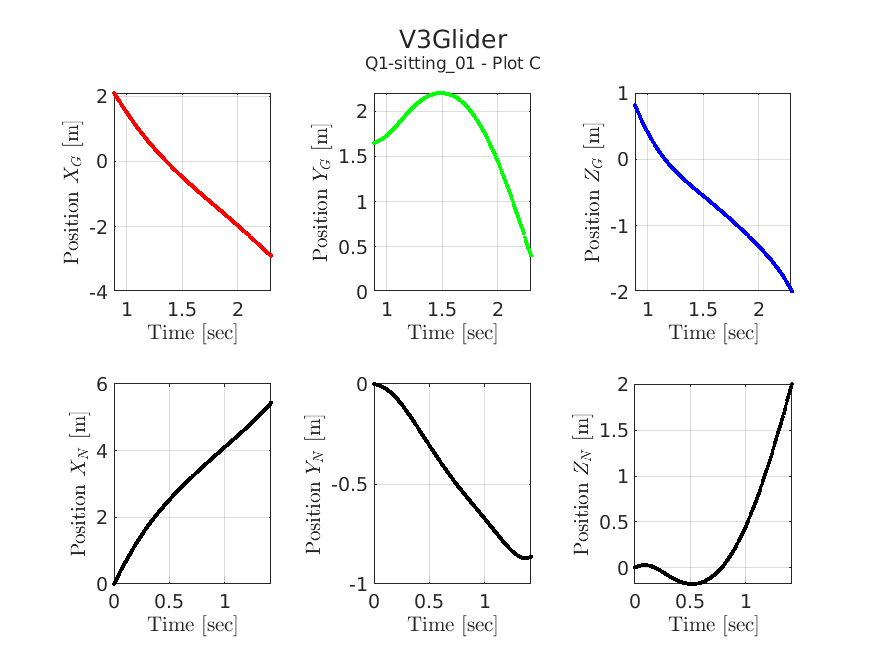 V3Glider
Q1-sitting_01 - Plot C
Position X_G [m]
2
0
-2
-4
1 1.5 2
Time [sec]
Position Y_G [m]
2
1.5
1
0.5
0
1 1.5 2
Time [sec]
Position Z_G [m]
1
0
-1
-2
1 1.5 2
Time [sec]
Position X_N [m]
6
4
2
0
0 0.5 1
Time [sec]
Position Y_N [m]
0
-0.5
-1
0 0.5 1
Time [sec]
Position Z_N [m]
2
1.5
1
0.5
0
0 0.5 1
Time [sec]